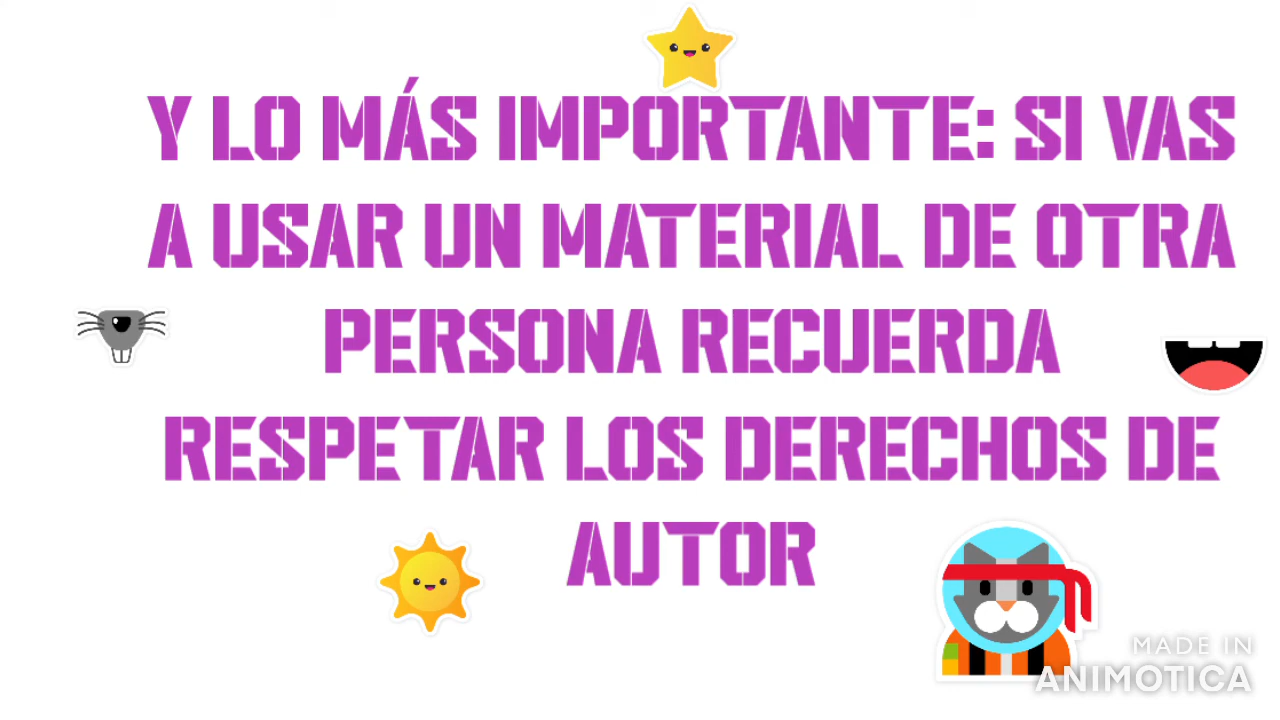 Y LO MÁS IMPORTANTE: SI VAS
A USAR UN MATERIAL DE OTRA
PERSONA RECUERDA
RESPETAR LOS DERECHOS DE
AUTOR
MADE IN
ANIMOTICA